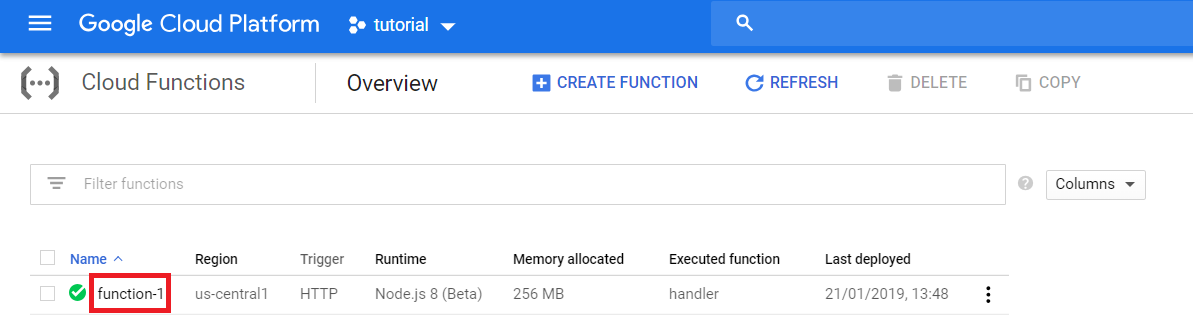 Google Cloud Platform tutorial
Cloud Functions Overview CREATE FUNCTION REFRESH DELETE COPY
Filter functions Columns
Name Region Trigger Runtime Memory allocated Executed function Last deployed
function-1 us-central1 HTTP Node.js 8 (Beta) 256 MB handler 21/01/2019, 13:48